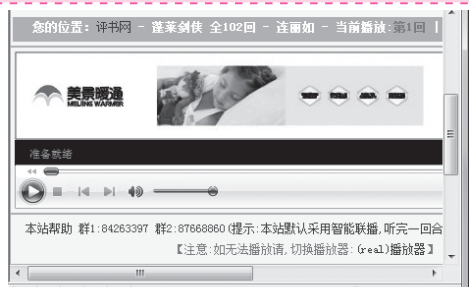 您的位置: 评书网 - 蓬莱剑侠 全102回 - 连丽如 - 当前播放:第1回 |
美景暖通
MEIJING WARMER
准备就绪
本站帮助 群1:84263397 群2:87668860(提示:本站默认采用智能联播,听完一回合
【注意:如无法播放请,切换播放器:(real)播放器】